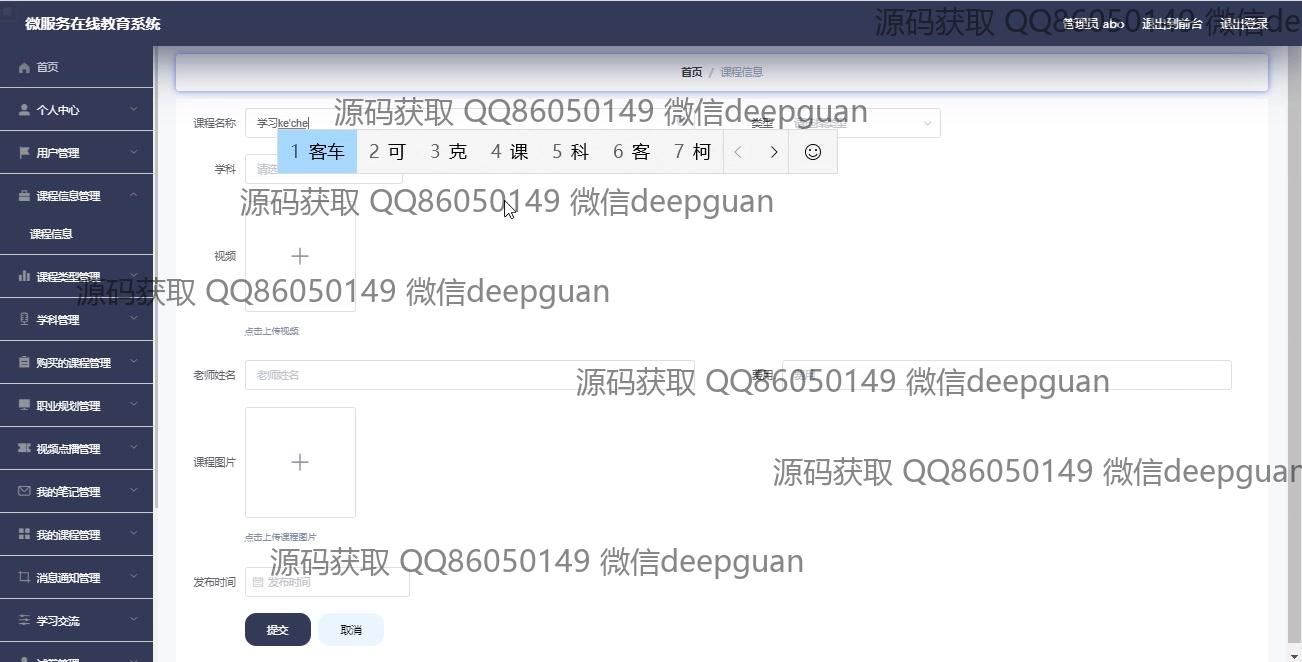 微服务在线教育系统
管理员 abo 退出到前台 退出登录
源码获取 QQ86050149 微信de
首页
个人中心
用户管理
课程信息管理
课程信息
课程类型管理
学科管理
购买的课程管理
职业规划管理
视频点播管理
我的笔记管理
我的课程管理
消息通知管理
学习交流
首页 / 课程信息
课程名称 学习ke'che
类型
源码获取 QQ86050149 微信deepguan
1 客车 2 可 3 克 4 课 5 科 6 客 7 柯
学科 请选
源码获取 QQ86050149 微信deepguan
视频
源码获取 QQ86050149 微信deepguan
点击上传视频
老师姓名 老师姓名
费用
源码获取 QQ86050149 微信deepguan
课程图片
源码获取 QQ86050149 微信deepguan
点击上传课程图片
源码获取 QQ86050149 微信deepguan
发布时间 发布时间
提交 取消